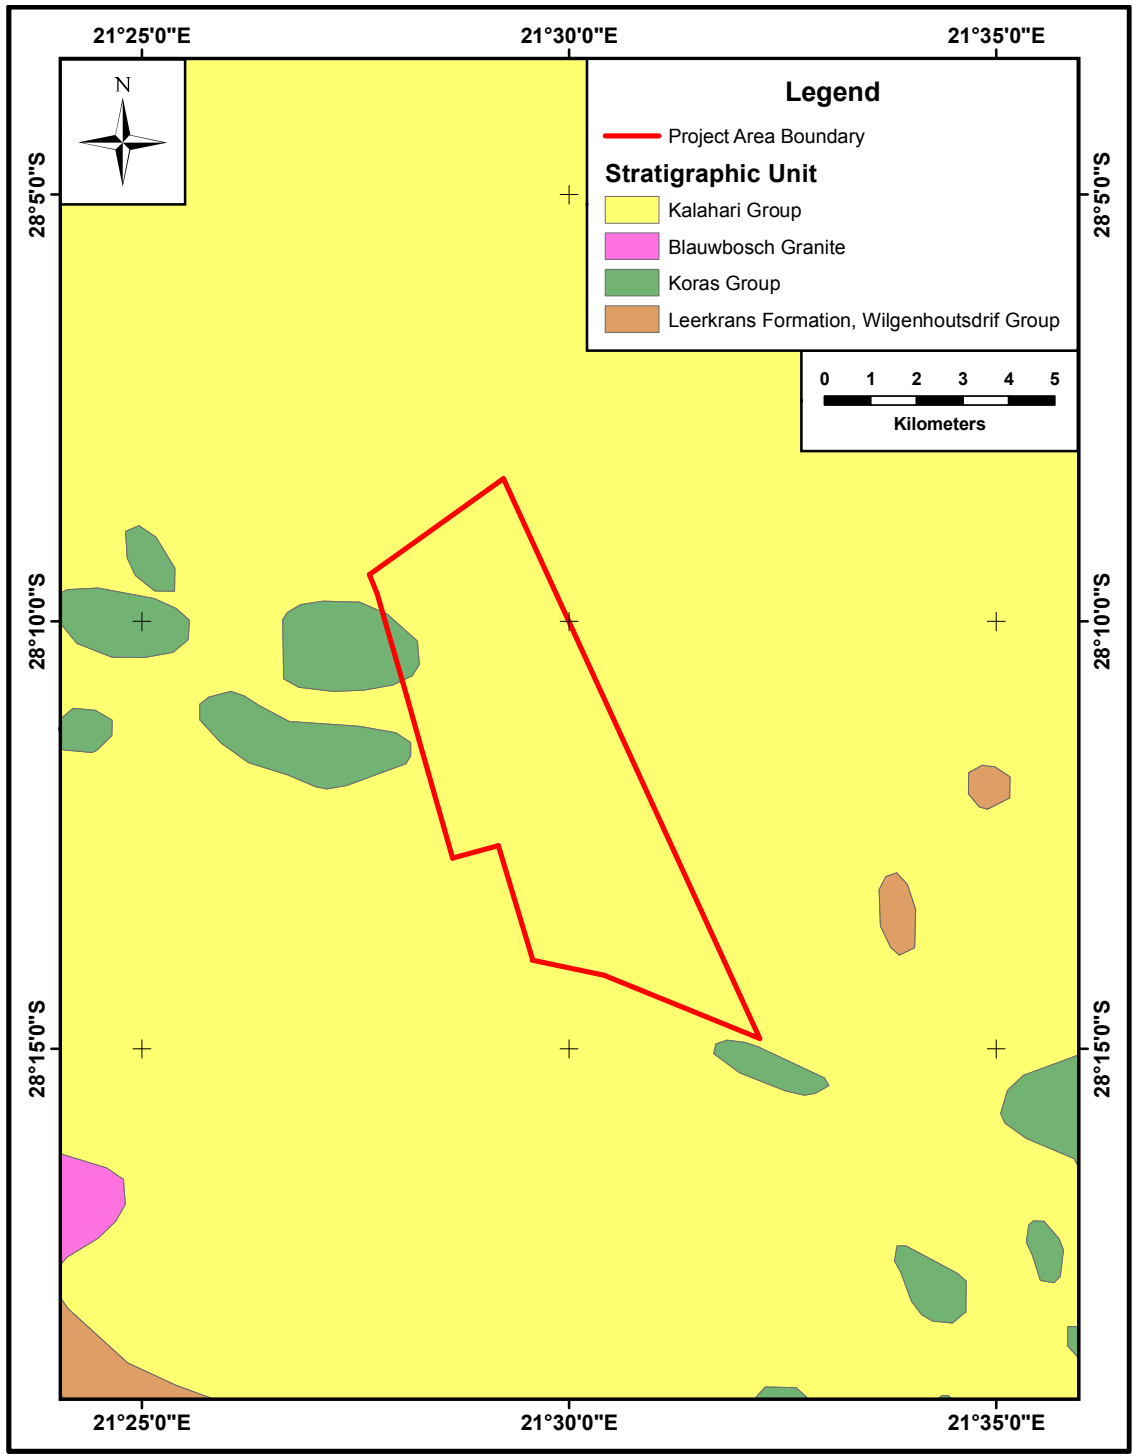 21°25'0"E 21°30'0"E 21°35'0"E
N
Legend
Project Area Boundary
Stratigraphic Unit
Kalahari Group
Blauwbosch Granite
Koras Group
Leerkrans Formation, Wilgenhoutsdrif Group
0 1 2 3 4 5
Kilometers
28°5'0"S 28°5'0"S
28°10'0"S 28°10'0"S
28°15'0"S 28°15'0"S
21°25'0"E 21°30'0"E 21°35'0"E